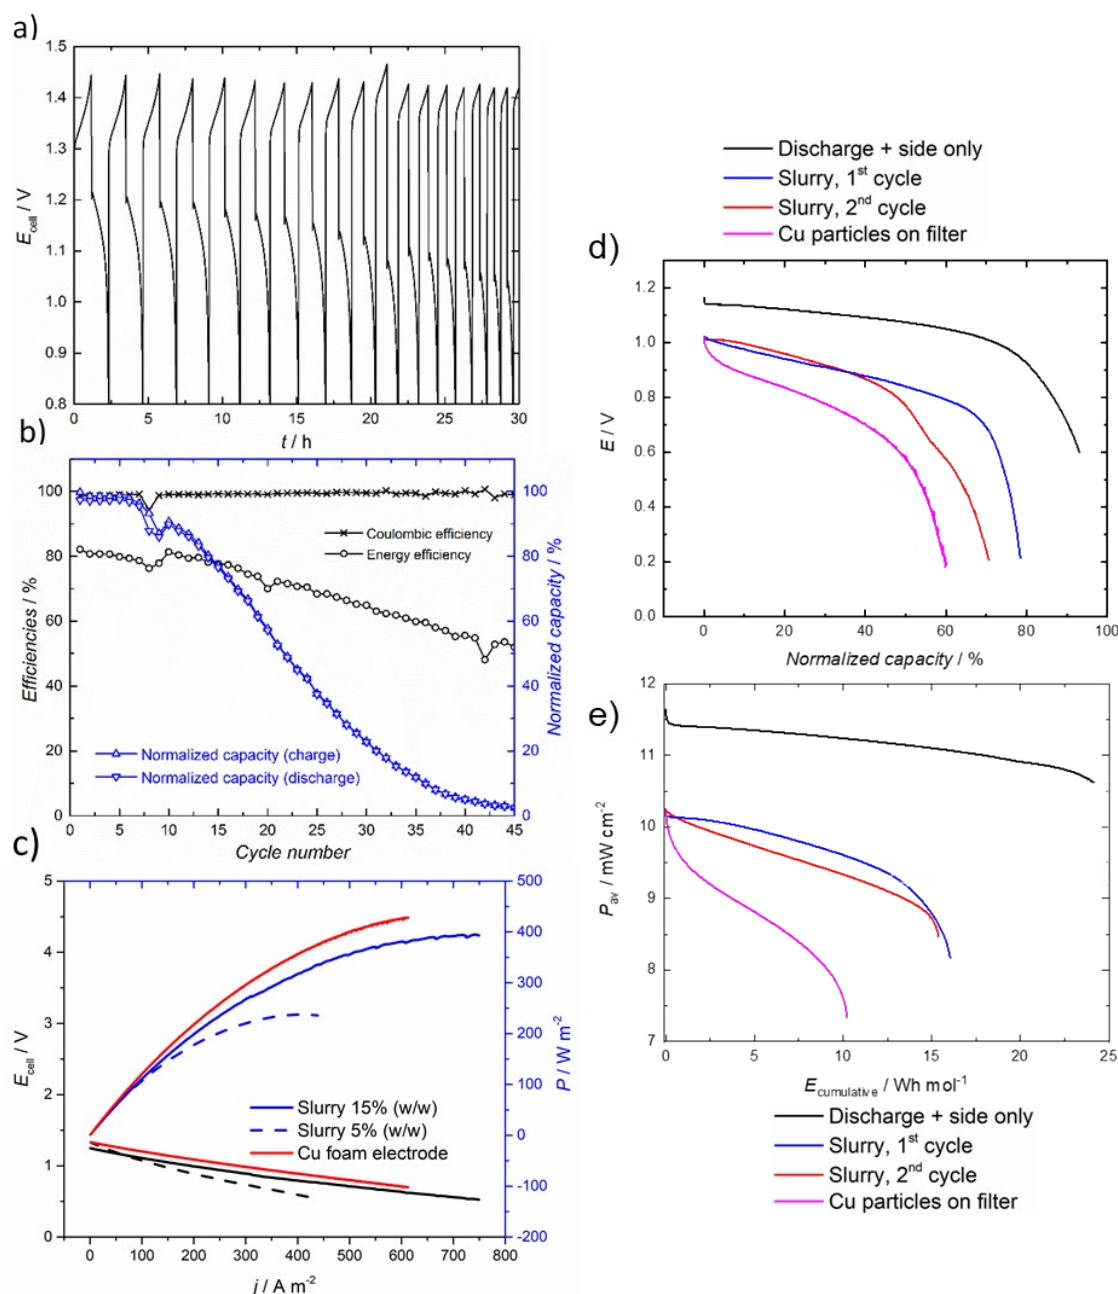 a)
1.5
1.4
1.3
1.2
1.1
1.0
0.9
0.8
E_cell / V
0 5 10 15 20 25 30
t / h
b)
100
80
60
40
20
0
Efficiencies / %
Coulombic efficiency
Energy efficiency
Normalized capacity (charge)
Normalized capacity (discharge)
100
80
60
40
20
0
Normalized capacity / %
0 5 10 15 20 25 30 35 40 45
Cycle number
c)
5
4
3
2
1
0
E_cell / V
Slurry 15% (w/w)
Slurry 5% (w/w)
Cu foam electrode
500
400
300
200
100
0
-100
-200
P / W m⁻²
0 100 200 300 400 500 600 700 800
j / A m⁻²
Discharge + side only
Slurry, 1st cycle
Slurry, 2nd cycle
Cu particles on filter
d)
1.2
1.0
0.8
0.6
0.4
0.2
0.0
E / V
0 20 40 60 80 100
Normalized capacity / %
e)
12
11
10
9
8
7
P_av / mW cm⁻²
0 5 10 15 20 25
E_cumulative / Wh mol⁻¹
Discharge + side only
Slurry, 1st cycle
Slurry, 2nd cycle
Cu particles on filter